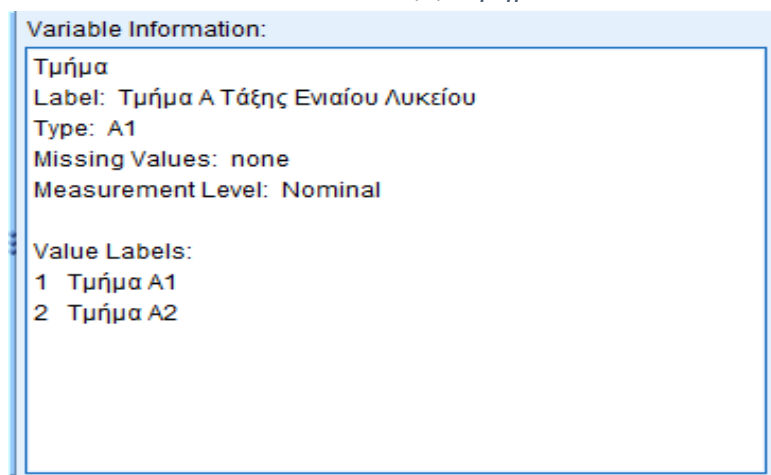 Variable Information:
Τμήμα
Label: Τμήμα Α Τάξης Ενιαίου Λυκείου
Type: A1
Missing Values: none
Measurement Level: Nominal
Value Labels:
1 Τμήμα Α1
2 Τμήμα Α2